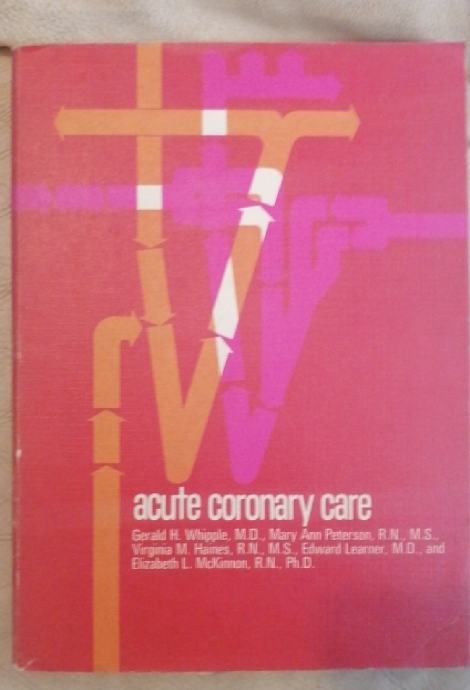 acute coronary care
Gerald H. Whipple, M.D., Mary Ann Peterson, R.N., M.S.,
Virginia M. Haines, R.N., M.S., Edward Learner, M.D., and
Elizabeth L. McKinnon, R.N., Ph.D.